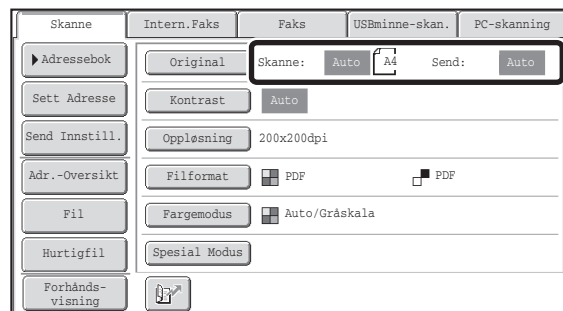 Skanne Intern.Faks Faks USBminne-skan. PC-skanning
Adressebok Original Skanne: Auto A4 Send: Auto
Sett Adresse Kontrast Auto
Send Innstill. Oppløsning 200x200dpi
Adr.-Oversikt Filformat PDF PDF
Fil Fargemodus Auto/Gråskala
Hurtigfil Spesial Modus
Forhånds-
visning